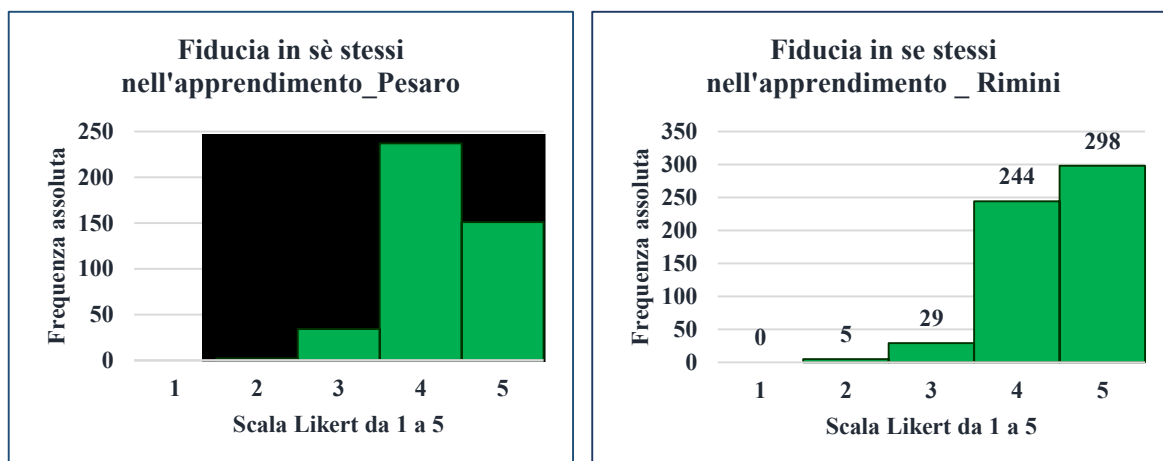 Fiducia in sè stessi
nell'apprendimento_Pesaro
Frequenza assoluta
250
200
150
100
50
0
1 2 3 4 5
Scala Likert da 1 a 5
Fiducia in se stessi
nell'apprendimento _ Rimini
Frequenza assoluta
350
300
250
200
150
100
50
0
0 5 29 244 298
1 2 3 4 5
Scala Likert da 1 a 5